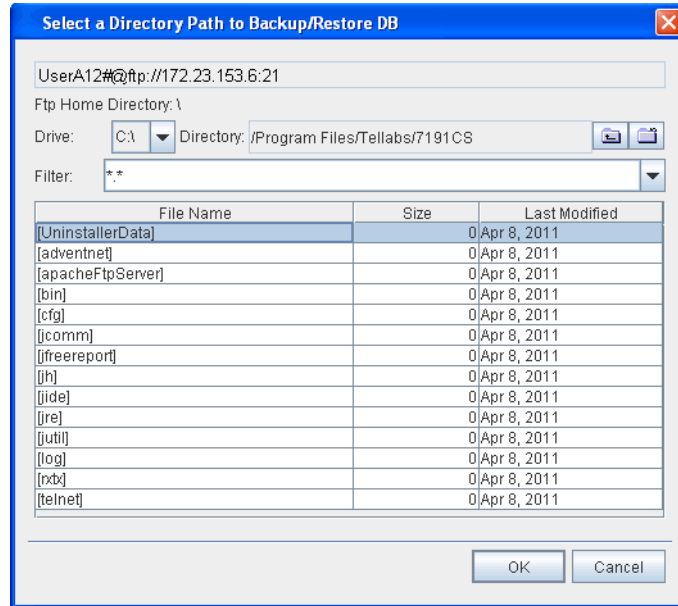 Select a Directory Path to Backup/Restore DB
UserA12#@ftp://172.23.153.6:21
Ftp Home Directory: \
Drive: C:\ Directory: /Program Files/Tellabs/7191CS
Filter: *.*
File Name Size Last Modified
[UninstallerData] 0 Apr 8, 2011
[adventnet] 0 Apr 8, 2011
[apacheFtpServer] 0 Apr 8, 2011
[bin] 0 Apr 8, 2011
[cfg] 0 Apr 8, 2011
[jcomm] 0 Apr 8, 2011
[jfreereport] 0 Apr 8, 2011
[jh] 0 Apr 8, 2011
[jide] 0 Apr 8, 2011
[jre] 0 Apr 8, 2011
[jutil] 0 Apr 8, 2011
[log] 0 Apr 8, 2011
[rxtx] 0 Apr 8, 2011
[telnet] 0 Apr 8, 2011
OK Cancel